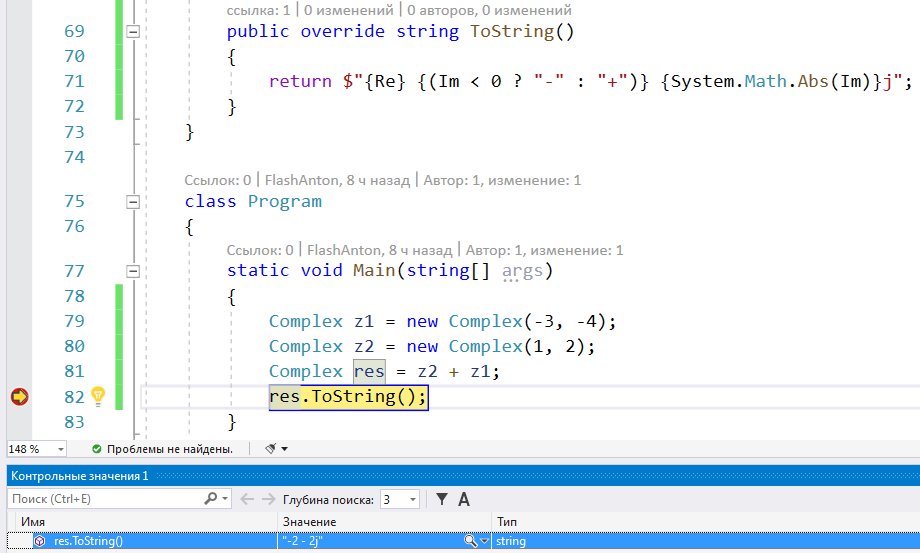 ссылка: 1 | 0 изменений | 0 авторов, 0 изменений
69 public override string ToString()
70 {
71 return $"{Re} {(Im < 0 ? "-" : "+")} {System.Math.Abs(Im)}j";
72 }
73 }
74
Ссылок: 0 | FlashAnton, 8 ч назад | Автор: 1, изменение: 1
75 class Program
76 {
Ссылок: 0 | FlashAnton, 8 ч назад | Автор: 1, изменение: 1
77 static void Main(string[] args)
78 {
79 Complex z1 = new Complex(-3, -4);
80 Complex z2 = new Complex(1, 2);
81 Complex res = z2 + z1;
82 res.ToString();
83 }
148 % Проблемы не найдены.
Контрольные значения 1
Поиск (Ctrl+E) Глубина поиска: 3 A
Имя Значение Тип
res.ToString() "-2 - 2j" string